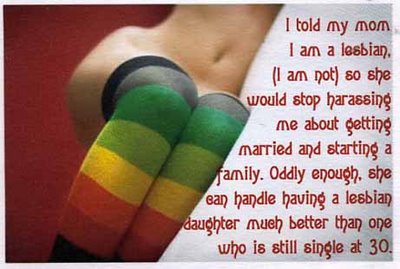 I told my mom
I am a lesbian,
(I am not) so she
would stop harassing
me about getting
married and starting a
family. Oddly enough, she
can handle having a lesbian
daughter much better than one
who is still single at 30.